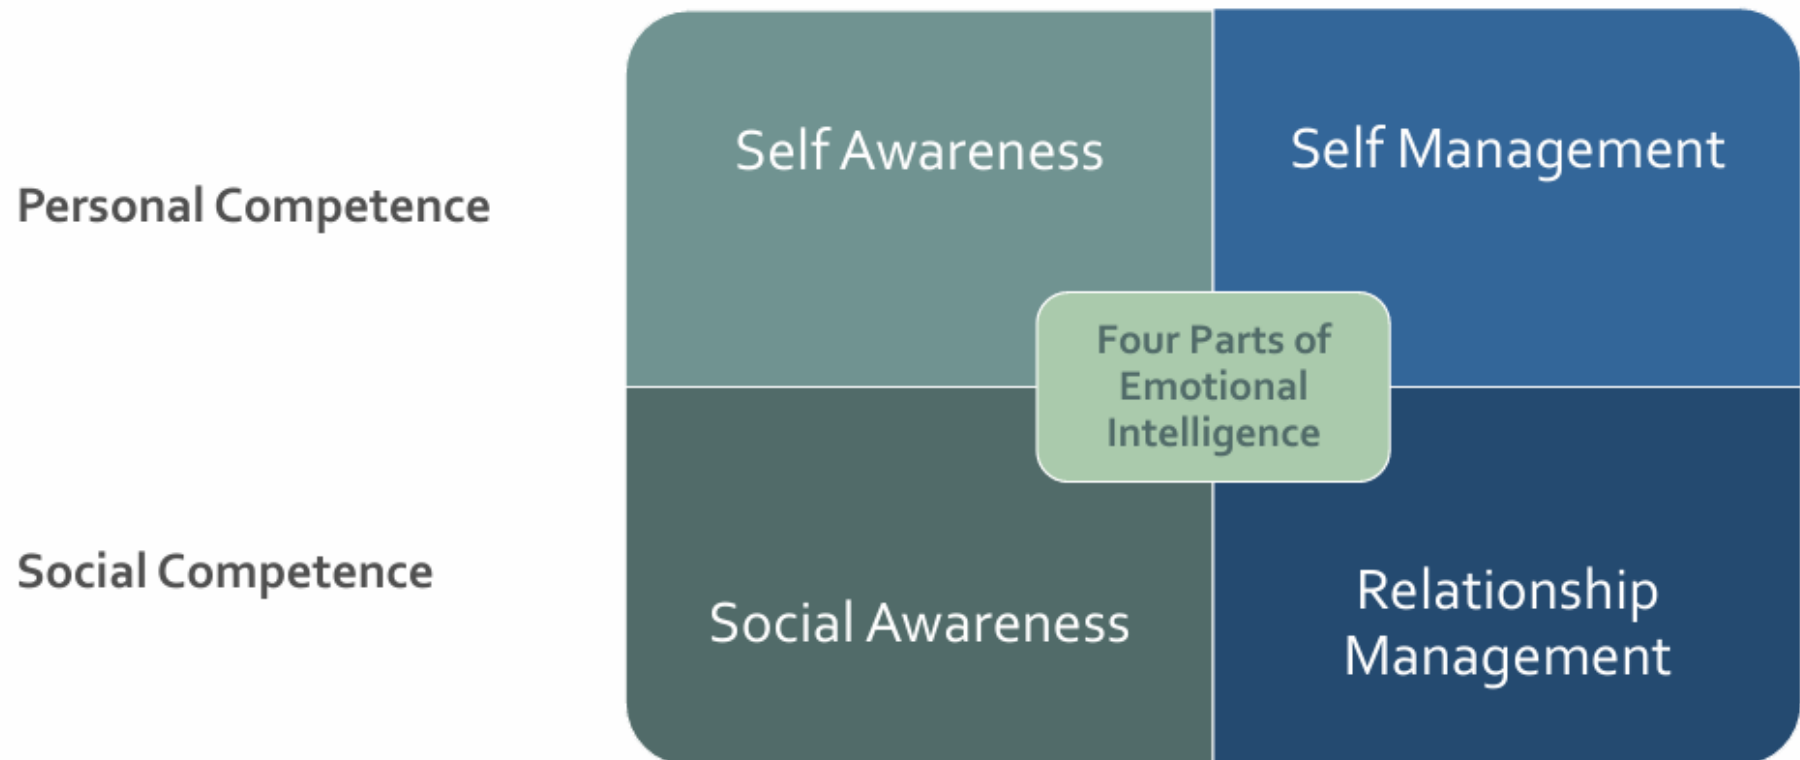 Personal Competence
Self Awareness
Self Management
Four Parts of
Emotional
Intelligence
Social Competence
Social Awareness
Relationship
Management